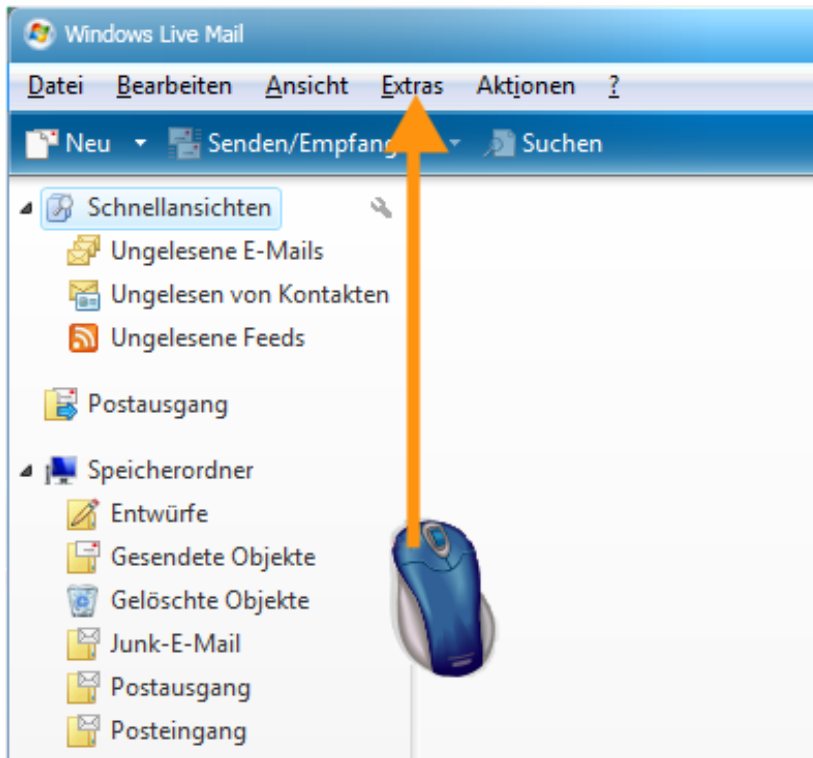 Windows Live Mail
Datei Bearbeiten Ansicht Extras Aktionen ?
Neu Senden/Empfang Suchen
Schnellansichten
Ungelesene E-Mails
Ungelesen von Kontakten
Ungelesene Feeds
Postausgang
Speicherordner
Entwürfe
Gesendete Objekte
Gelöschte Objekte
Junk-E-Mail
Postausgang
Posteingang